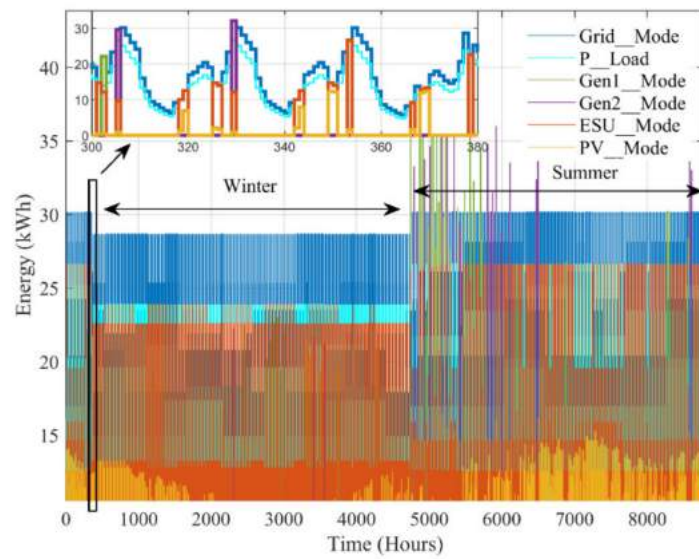 30
20
10
0
300 320 340 360 380
Grid__Mode
P__Load
Gen1__Mode
Gen2__Mode
ESU__Mode
PV__Mode
40
35
30
25
20
15
Winter
Summer
Energy (kWh)
0 1000 2000 3000 4000 5000 6000 7000 8000
Time (Hours)